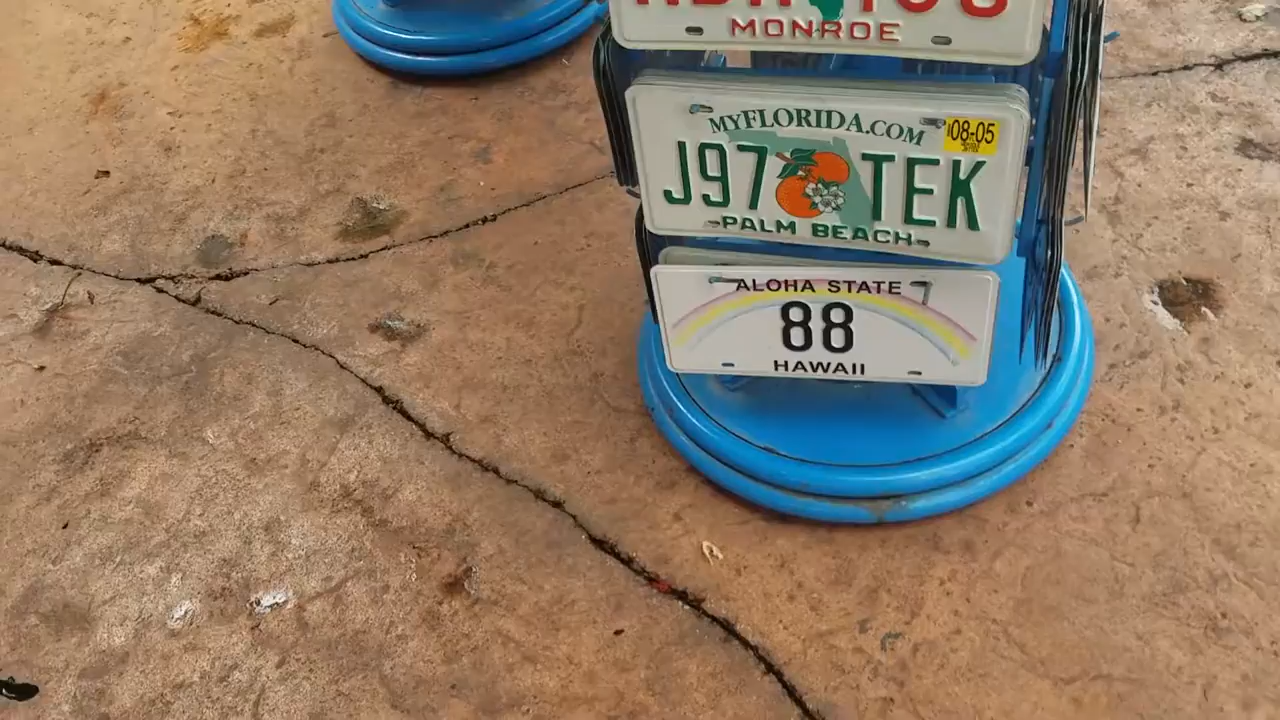 MONROE
MYFLORIDA.COM
08-05
J97 TEK
PALM BEACH
ALOHA STATE
88
HAWAII